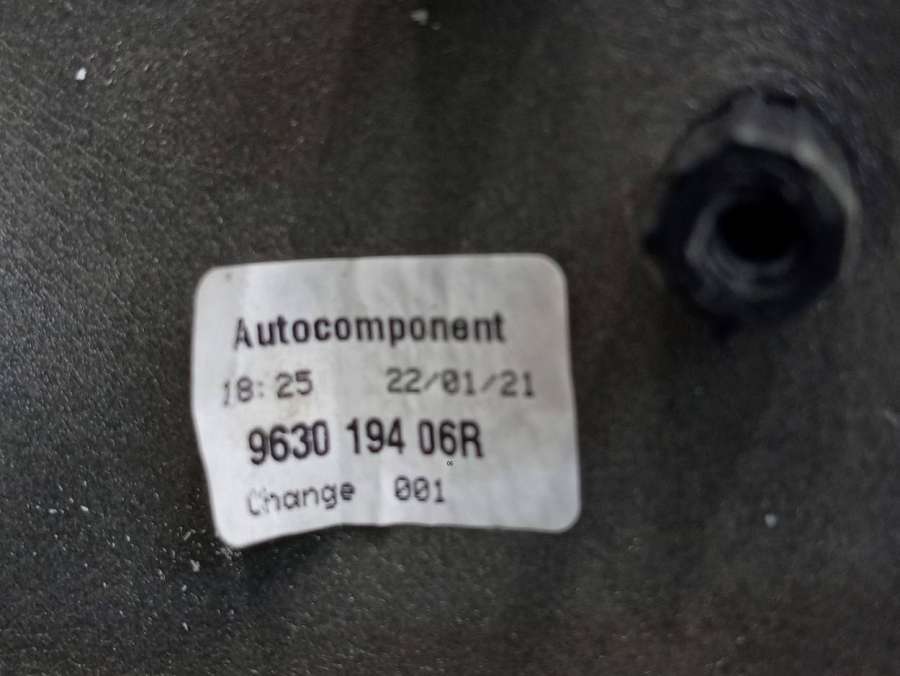 Autocomponent
18:25 22/01/21
9630 194 06R
Change 001